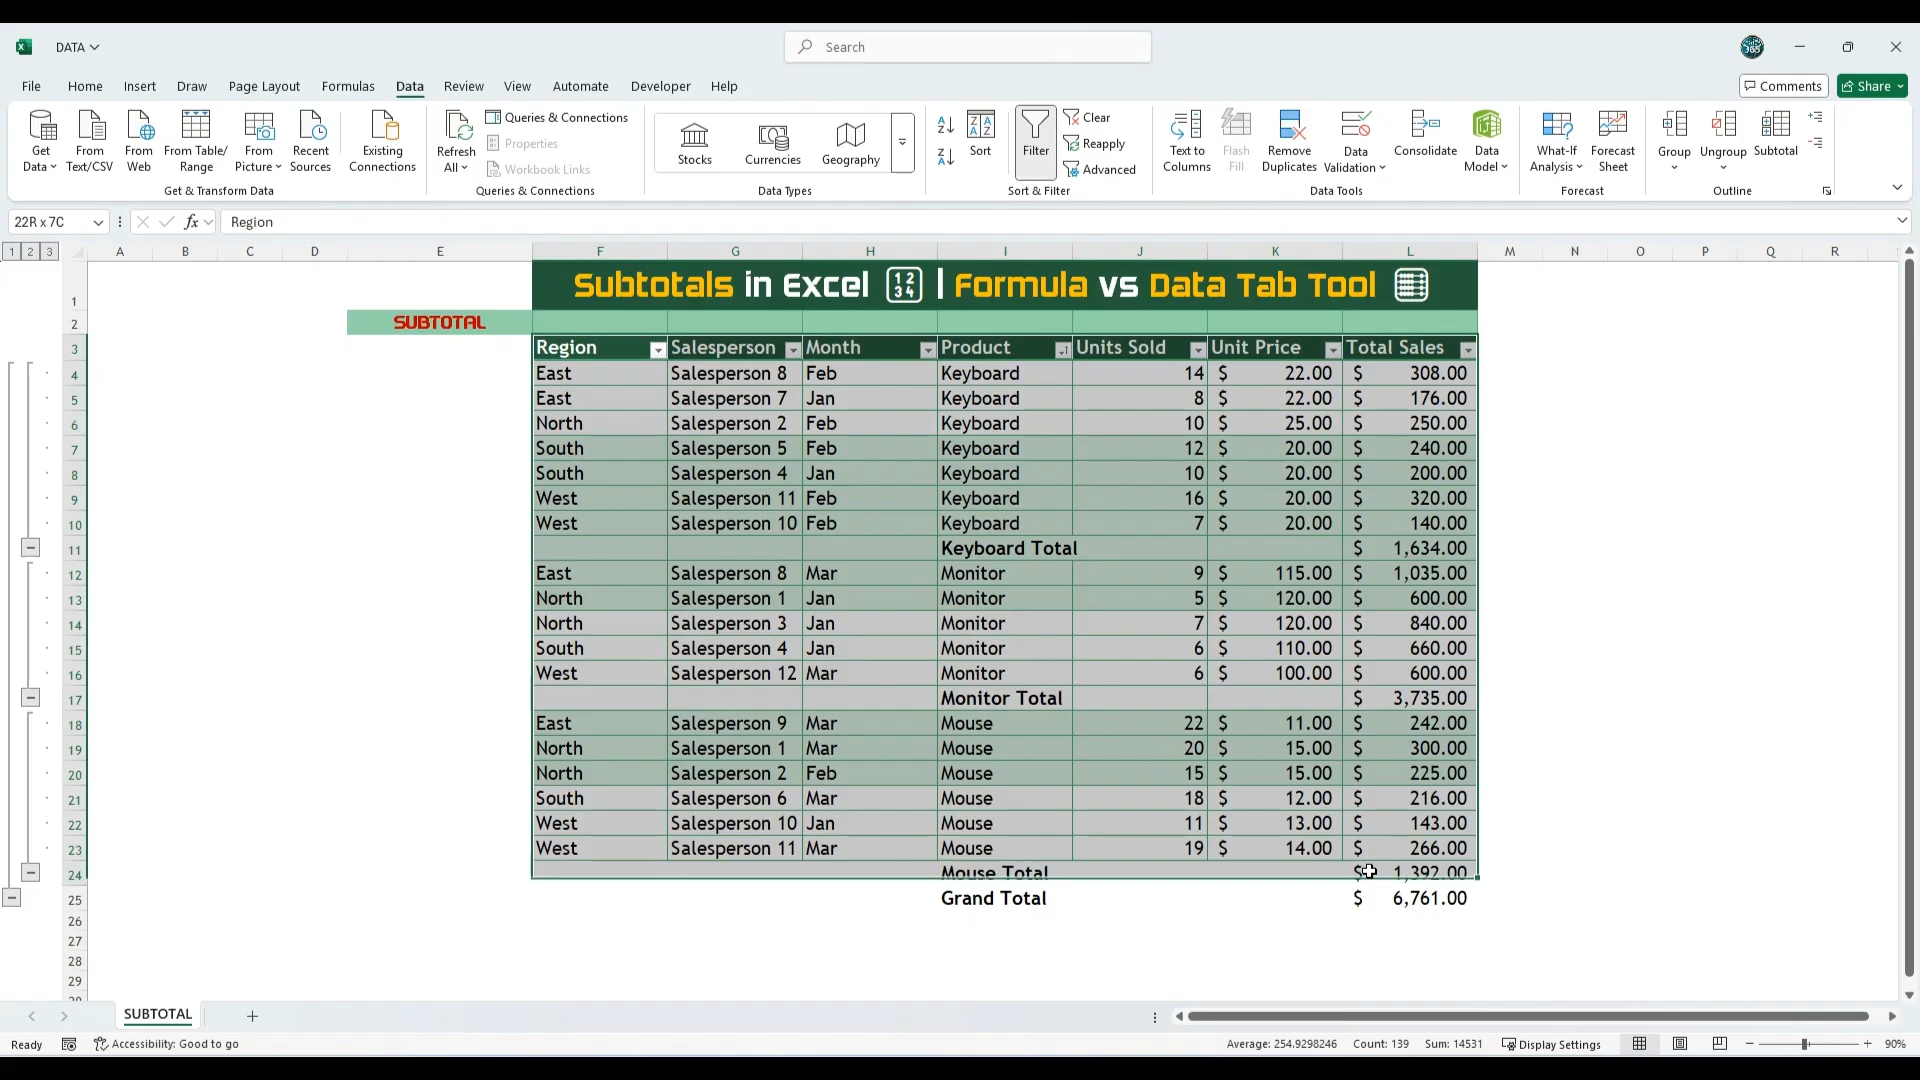 DATA
Search
File Home Insert Draw Page Layout Formulas Data Review View Automate Developer Help
Comments Share
Get Data
From Text/CSV
From Web
From Table/ Range
From Picture
Recent Sources
Existing Connections
Get & Transform Data
Refresh All
Queries & Connections
Properties
Workbook Links
Queries & Connections
Stocks Currencies Geography
Data Types
Sort
Filter
Clear
Reapply
Advanced
Sort & Filter
Text to Columns
Flash Fill
Remove Duplicates
Data Validation
Consolidate
Data Model
Data Tools
What-If Analysis
Forecast Sheet
Forecast
Group
Ungroup
Subtotal
Outline
22R x 7C fx Region
1 2 3 A B C D E F G H I J K L M N O P Q R
1 Subtotals in Excel 12 34 | Formula vs Data Tab Tool
2 SUBTOTAL
3 Region Salesperson Month Product Units Sold Unit Price Total Sales
4 East Salesperson 8 Feb Keyboard 14 $ 22.00 $ 308.00
5 East Salesperson 7 Jan Keyboard 8 $ 22.00 $ 176.00
6 North Salesperson 2 Feb Keyboard 10 $ 25.00 $ 250.00
7 South Salesperson 5 Feb Keyboard 12 $ 20.00 $ 240.00
8 South Salesperson 4 Jan Keyboard 10 $ 20.00 $ 200.00
9 West Salesperson 11 Feb Keyboard 16 $ 20.00 $ 320.00
10 West Salesperson 10 Feb Keyboard 7 $ 20.00 $ 140.00
11 Keyboard Total $ 1,634.00
12 East Salesperson 8 Mar Monitor 9 $ 115.00 $ 1,035.00
13 North Salesperson 1 Jan Monitor 5 $ 120.00 $ 600.00
14 North Salesperson 3 Jan Monitor 7 $ 120.00 $ 840.00
15 South Salesperson 4 Jan Monitor 6 $ 110.00 $ 660.00
16 West Salesperson 12 Mar Monitor 6 $ 100.00 $ 600.00
17 Monitor Total $ 3,735.00
18 East Salesperson 9 Mar Mouse 22 $ 11.00 $ 242.00
19 North Salesperson 1 Mar Mouse 20 $ 15.00 $ 300.00
20 North Salesperson 2 Feb Mouse 15 $ 15.00 $ 225.00
21 South Salesperson 6 Mar Mouse 18 $ 12.00 $ 216.00
22 West Salesperson 10 Jan Mouse 11 $ 13.00 $ 143.00
23 West Salesperson 11 Mar Mouse 19 $ 14.00 $ 266.00
24 Mouse Total $ 1,392.00
25 Grand Total $ 6,761.00
26
27
28
29
SUBTOTAL
Ready Accessibility: Good to go Average: 254.9298246 Count: 139 Sum: 14531 Display Settings 90%